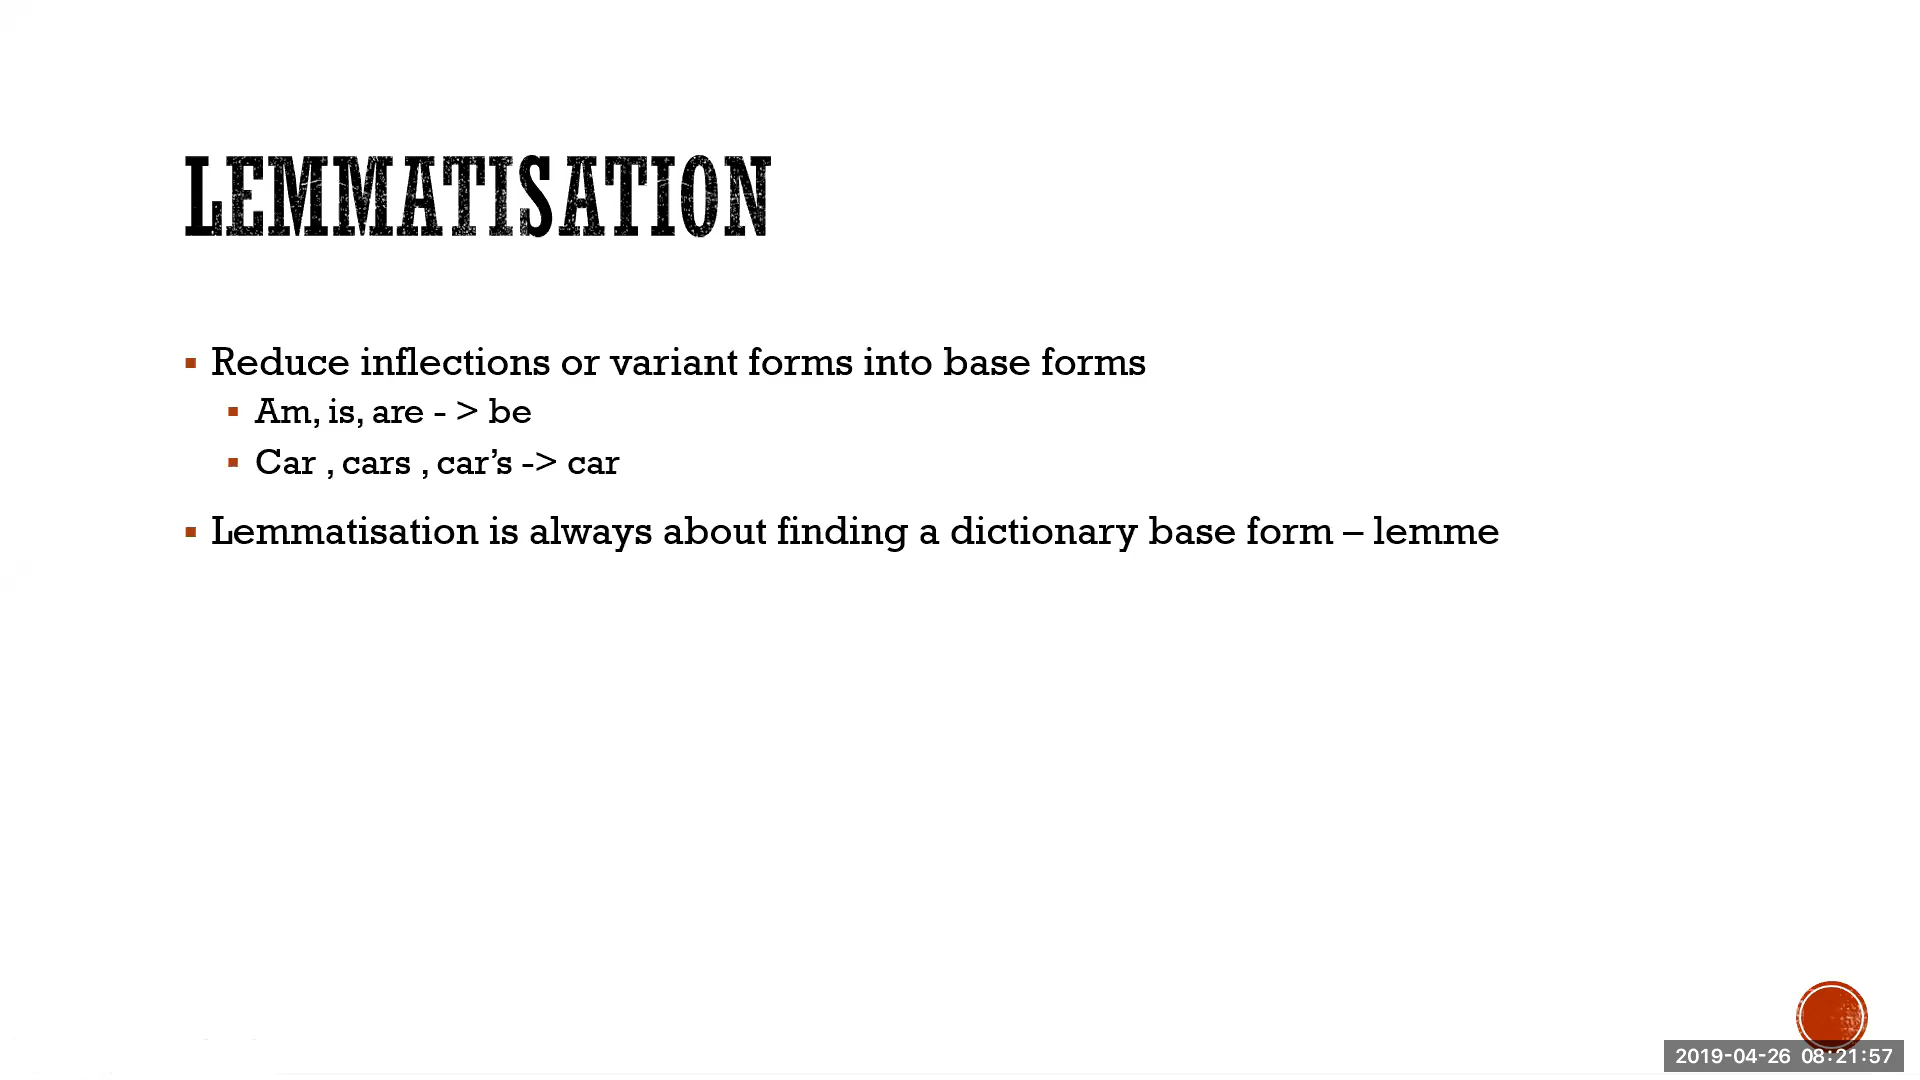 LEMMATISATION
Reduce inflections or variant forms into base forms
Am, is, are - > be
Car , cars , car’s -> car
Lemmatisation is always about finding a dictionary base form – lemme
2019-04-26 08:21:57